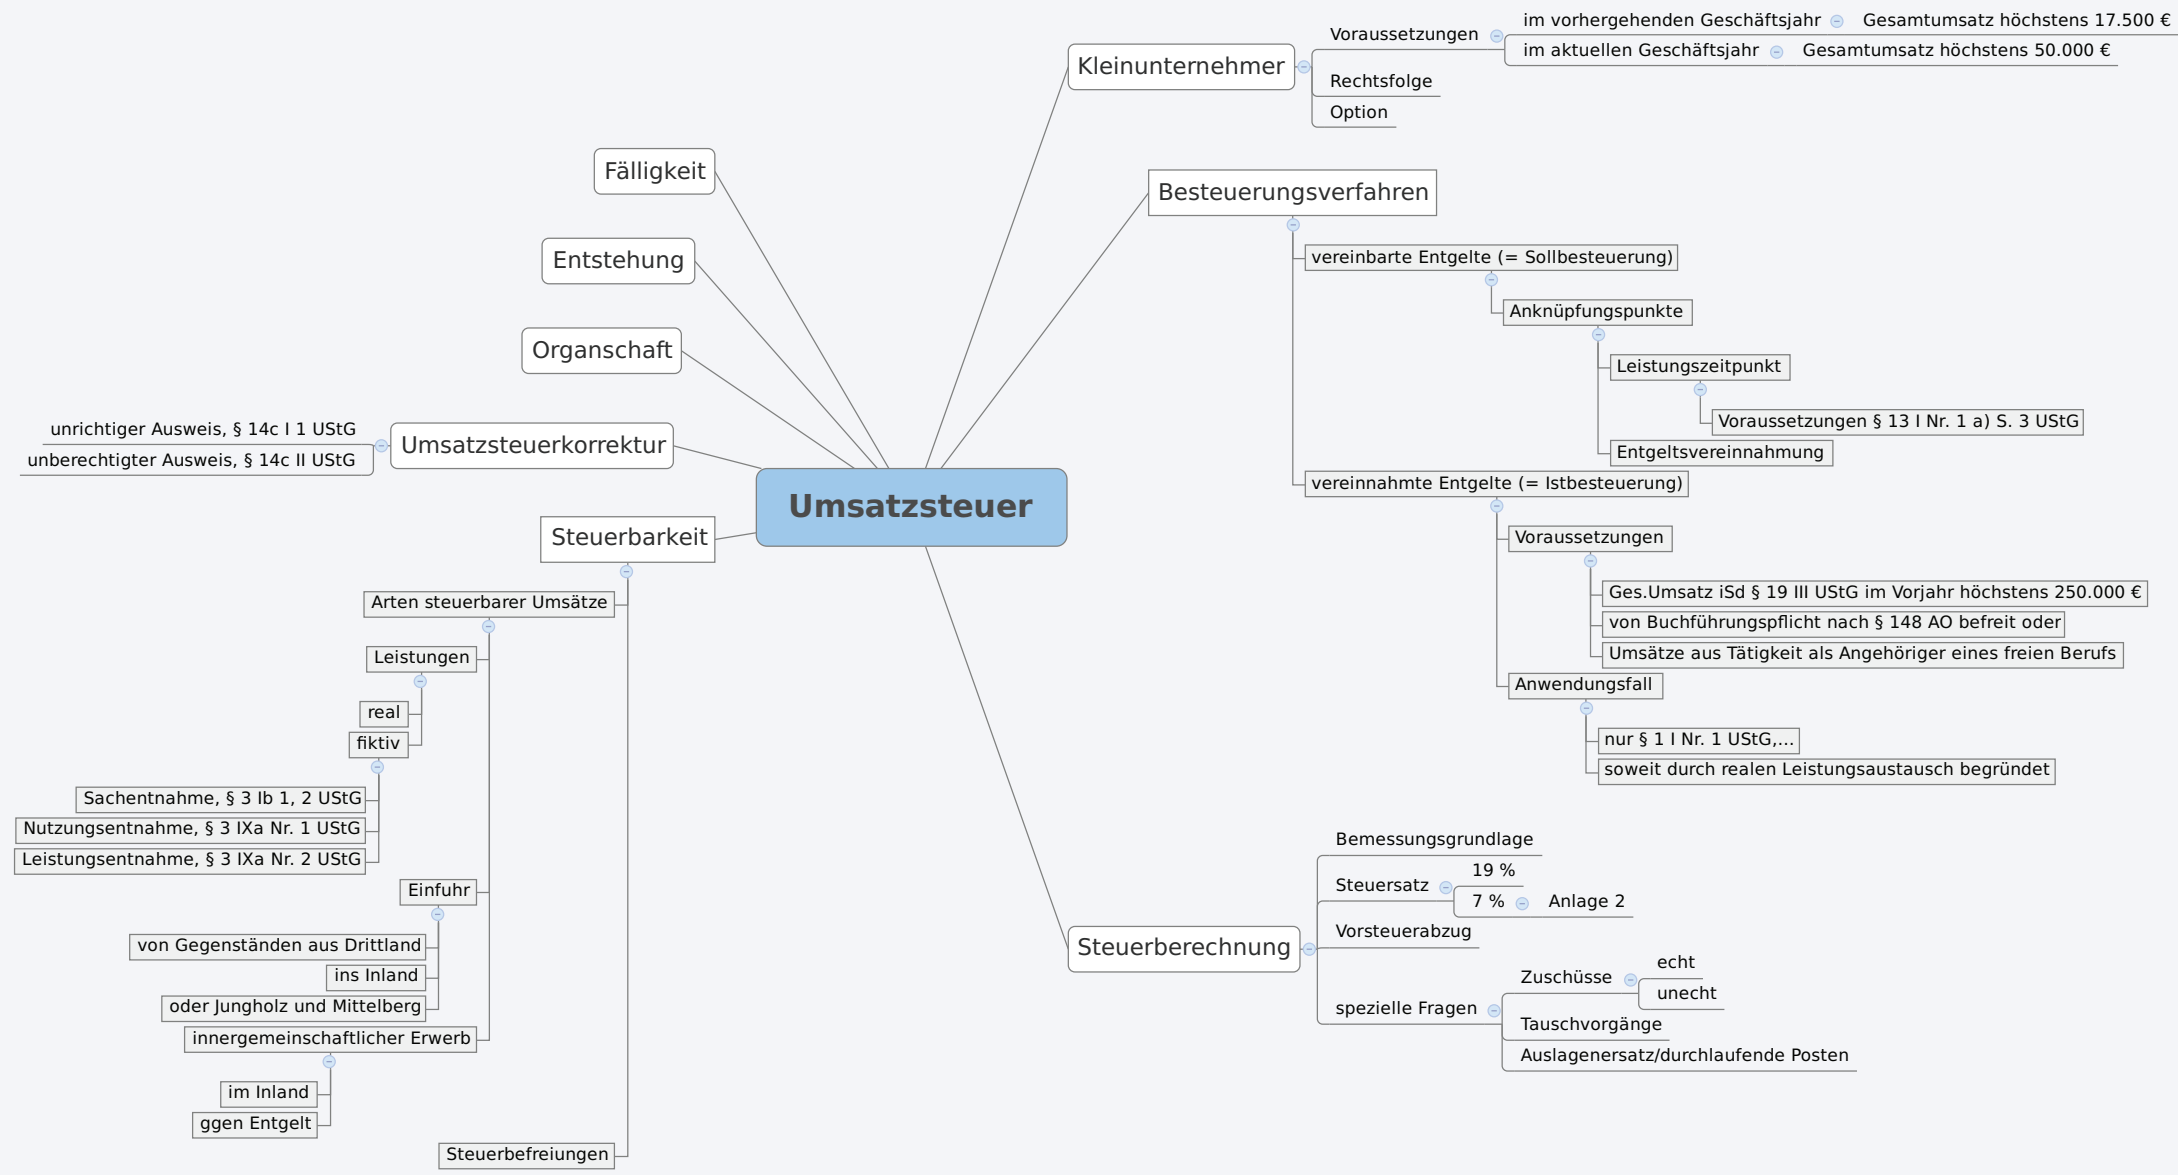 Umsatzsteuer
Kleinunternehmer
Voraussetzungen
im vorhergehenden Geschäftsjahr
Gesamtumsatz höchstens 17.500 €
im aktuellen Geschäftsjahr
Gesamtumsatz höchstens 50.000 €
Rechtsfolge
Option
Besteuerungsverfahren
vereinbarte Entgelte (= Sollbesteuerung)
Anknüpfungspunkte
Leistungszeitpunkt
Voraussetzungen § 13 I Nr. 1 a) S. 3 UStG
Entgeltsvereinnahmung
vereinnahmte Entgelte (= Istbesteuerung)
Voraussetzungen
Ges.Umsatz iSd § 19 III UStG im Vorjahr höchstens 250.000 €
von Buchführungspflicht nach § 148 AO befreit oder
Umsätze aus Tätigkeit als Angehöriger eines freien Berufs
Anwendungsfall
nur § 1 I Nr. 1 UStG,...
soweit durch realen Leistungsaustausch begründet
Steuerberechnung
Bemessungsgrundlage
Steuersatz
19 %
7 %
Anlage 2
Vorsteuerabzug
spezielle Fragen
Zuschüsse
echt
unecht
Tauschvorgänge
Auslagenersatz/durchlaufende Posten
Fälligkeit
Entstehung
Organschaft
Umsatzsteuerkorrektur
unrichtiger Ausweis, § 14c I 1 UStG
unberechtigter Ausweis, § 14c II UStG
Steuerbarkeit
Arten steuerbarer Umsätze
Leistungen
real
fiktiv
Sachentnahme, § 3 Ib 1, 2 UStG
Nutzungsentnahme, § 3 IXa Nr. 1 UStG
Leistungsentnahme, § 3 IXa Nr. 2 UStG
Einfuhr
von Gegenständen aus Drittland
ins Inland
oder Jungholz und Mittelberg
innergemeinschaftlicher Erwerb
im Inland
ggen Entgelt
Steuerbefreiungen